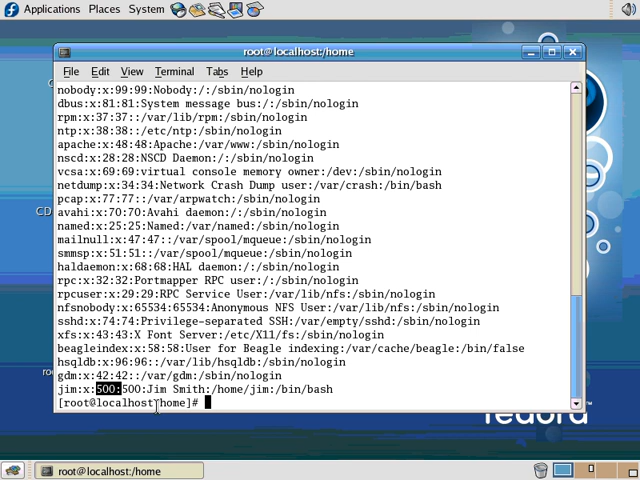 Applications Places System
root@localhost:/home
File Edit View Terminal Tabs Help
nobody:x:99:99:Nobody:/:/sbin/nologin
dbus:x:81:81:System message bus:/:/sbin/nologin
rpm:x:37:37::/var/lib/rpm:/sbin/nologin
ntp:x:38:38::/etc/ntp:/sbin/nologin
apache:x:48:48:Apache:/var/www:/sbin/nologin
nscd:x:28:28:NSCD Daemon:/:/sbin/nologin
vcsa:x:69:69:virtual console memory owner:/dev:/sbin/nologin
netdump:x:34:34:Network Crash Dump user:/var/crash:/bin/bash
pcap:x:77:77::/var/arpwatch:/sbin/nologin
avahi:x:70:70:Avahi daemon:/:/sbin/nologin
named:x:25:25:Named:/var/named:/sbin/nologin
mailnull:x:47:47::/var/spool/mqueue:/sbin/nologin
smmsp:x:51:51::/var/spool/mqueue:/sbin/nologin
haldaemon:x:68:68:HAL daemon:/:/sbin/nologin
rpc:x:32:32:Portmapper RPC user:/:/sbin/nologin
rpcuser:x:29:29:RPC Service User:/var/lib/nfs:/sbin/nologin
nfsnobody:x:65534:65534:Anonymous NFS User:/var/lib/nfs:/sbin/nologin
sshd:x:74:74:Privilege-separated SSH:/var/empty/sshd:/sbin/nologin
xfs:x:43:43:X Font Server:/etc/X11/fs:/sbin/nologin
beagleindex:x:58:58:User for Beagle indexing:/var/cache/beagle:/bin/false
hsqldb:x:96:96::/var/lib/hsqldb:/sbin/nologin
gdm:x:42:42::/var/gdm:/sbin/nologin
jim:x:500:500:Jim Smith:/home/jim:/bin/bash
[root@localhost home]#
fedora
root@localhost:/home